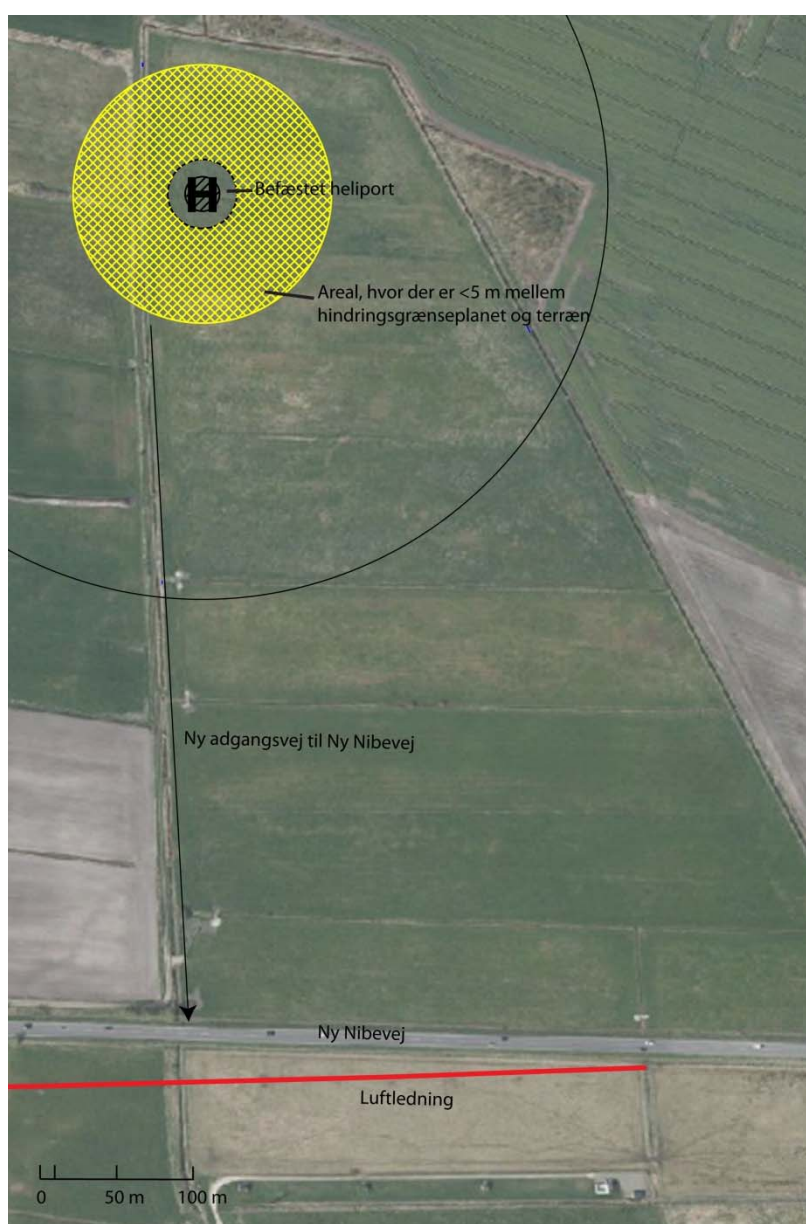 H
Befæstet heliport
Areal, hvor der er <5 m mellem
hindringsgrænseplanet og terræn
Ny adgangsvej til Ny Nibevej
Ny Nibevej
Luftledning
0 50 m 100 m